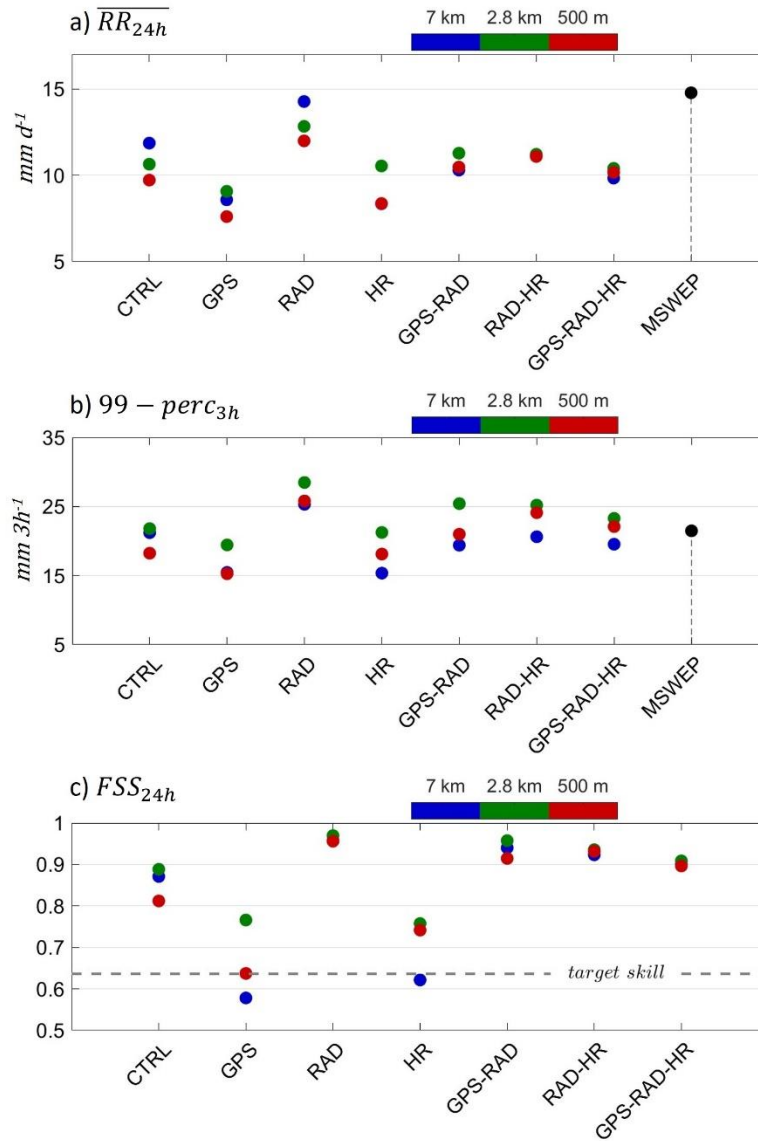 a) RR₂₄ₕ
7 km 2.8 km 500 m
15
10
5
mm d⁻¹
CTRL GPS RAD HR GPS-RAD RAD-HR GPS-RAD-HR MSWEP
b) 99 − perc₃ₕ
7 km 2.8 km 500 m
35
25
15
5
mm 3h⁻¹
CTRL GPS RAD HR GPS-RAD RAD-HR GPS-RAD-HR MSWEP
c) FSS₂₄ₕ
7 km 2.8 km 500 m
1
0.9
0.8
0.7
target skill
0.6
0.5
CTRL GPS RAD HR GPS-RAD RAD-HR GPS-RAD-HR